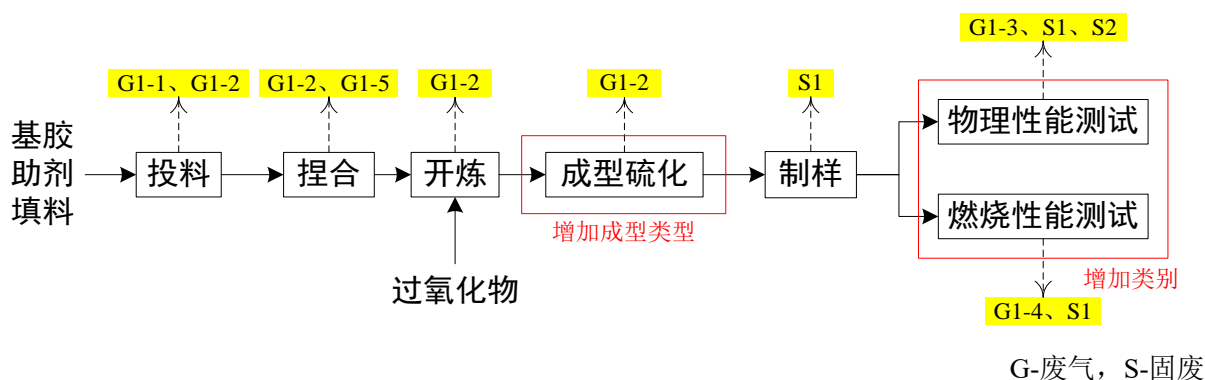 G1-3、S1、S2
G1-1、G1-2
G1-2、G1-5
G1-2
G1-2
S1
基胶
助剂
填料
投料
捏合
开炼
成型硫化
制样
物理性能测试
燃烧性能测试
增加成型类型
过氧化物
增加类别
G1-4、S1
G-废气，S-固废